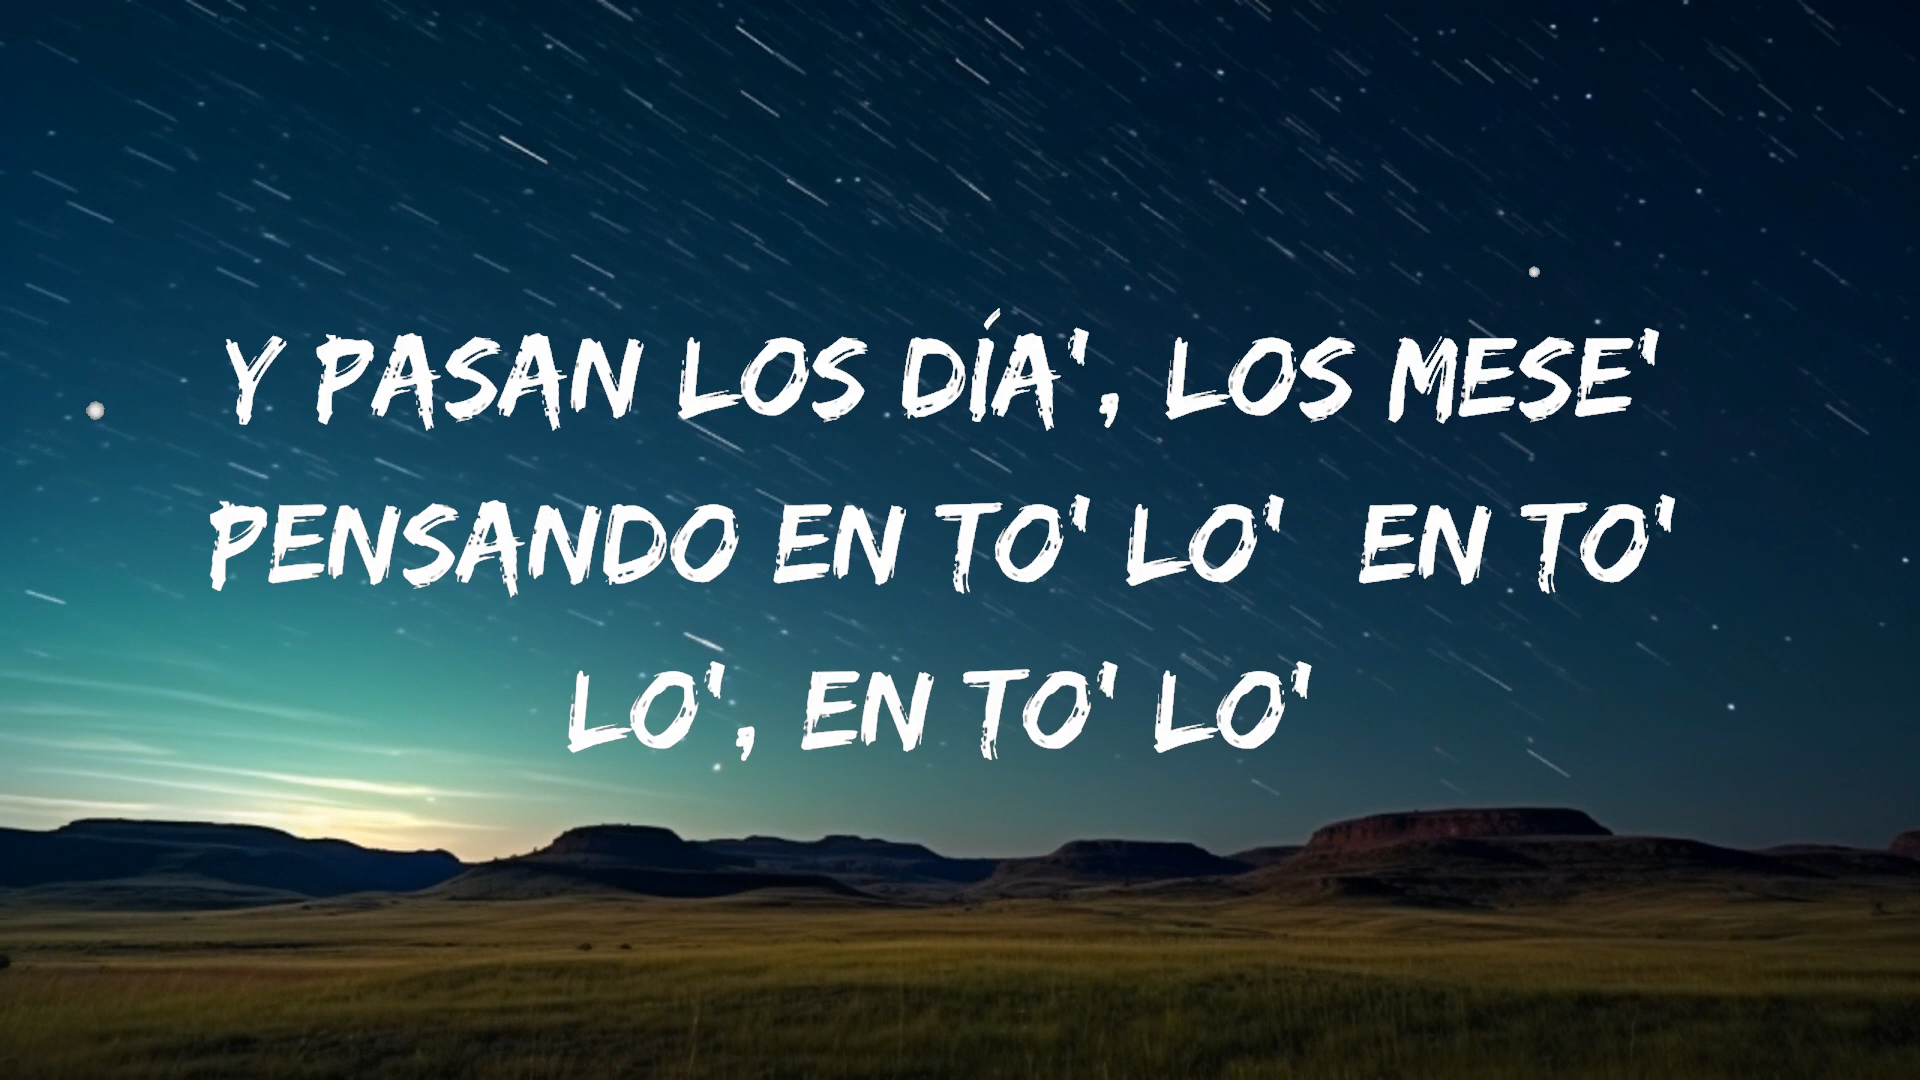 Y PASAN LOS DÍA', LOS MESE'
PENSANDO EN TO' LO' EN TO'
LO', EN TO' LO'